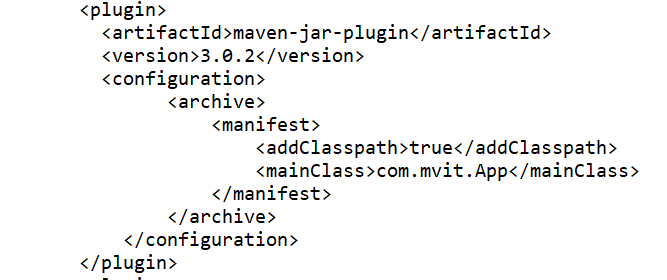 <plugin>
<artifactId>maven-jar-plugin</artifactId>
<version>3.0.2</version>
<configuration>
<archive>
<manifest>
<addClasspath>true</addClasspath>
<mainClass>com.mvit.App</mainClass>
</manifest>
</archive>
</configuration>
</plugin>